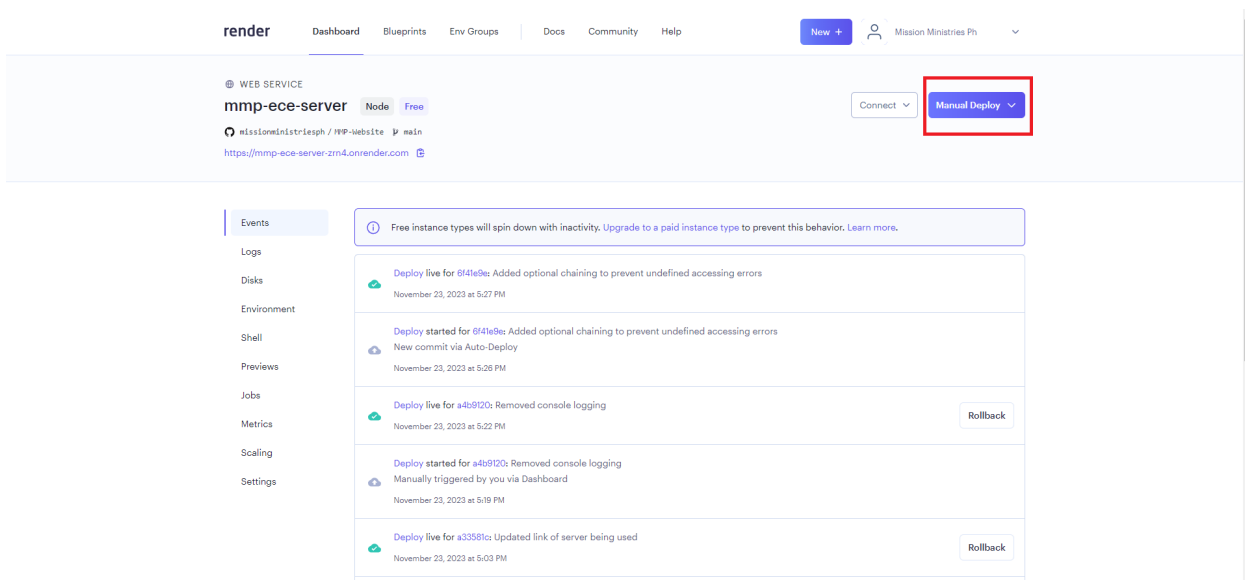 render Dashboard Blueprints Env Groups Docs Community Help New + Mission Ministries Ph
WEB SERVICE
mmp-ece-server Node Free
Connect Manual Deploy
missionministriesph / MMP-Website main
https://mmp-ece-server-zrn4.onrender.com
Events
Logs
Disks
Environment
Shell
Previews
Jobs
Metrics
Scaling
Settings
Free instance types will spin down with inactivity. Upgrade to a paid instance type to prevent this behavior. Learn more.
Deploy live for 6f41e9e: Added optional chaining to prevent undefined accessing errors
November 23, 2023 at 5:27 PM
Deploy started for 6f41e9e: Added optional chaining to prevent undefined accessing errors
New commit via Auto-Deploy
November 23, 2023 at 5:26 PM
Deploy live for a4b9120: Removed console logging
November 23, 2023 at 5:22 PM
Rollback
Deploy started for a4b9120: Removed console logging
Manually triggered by you via Dashboard
November 23, 2023 at 5:19 PM
Deploy live for a33581c: Updated link of server being used
November 23, 2023 at 5:03 PM
Rollback